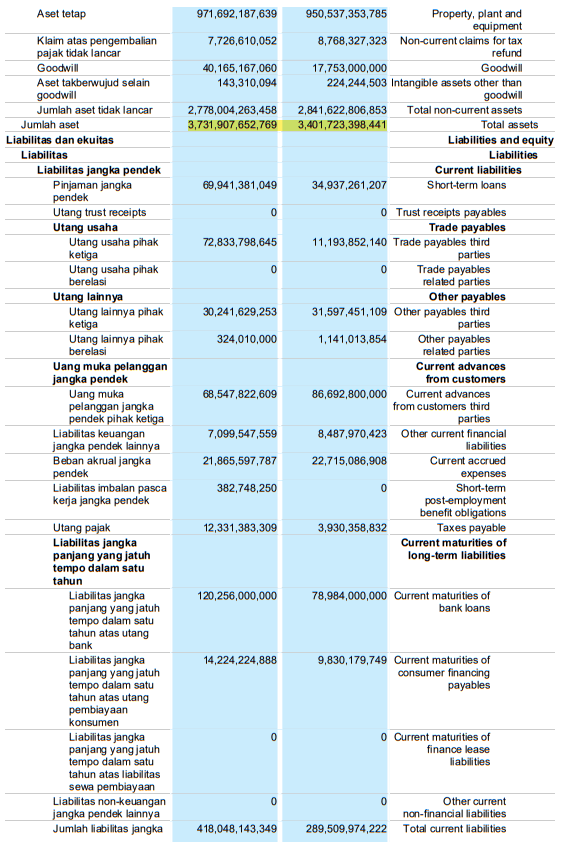 Aset tetap 971,692,187,639 950,537,353,785 Property, plant and
equipment
Klaim atas pengembalian 7,726,610,052 8,768,327,323 Non-current claims for tax
pajak tidak lancar refund
Goodwill 40,165,167,060 17,753,000,000 Goodwill
Aset takberwujud selain 143,310,094 224,244,503 Intangible assets other than
goodwill goodwill
Jumlah aset tidak lancar 2,778,004,263,458 2,841,622,806,853 Total non-current assets
Jumlah aset 3,731,907,652,769 3,401,723,398,441 Total assets
Liabilitas dan ekuitas Liabilities and equity
Liabilitas Liabilities
Liabilitas jangka pendek Current liabilities
Pinjaman jangka 69,941,381,049 34,937,261,207 Short-term loans
pendek
Utang trust receipts 0 0 Trust receipts payables
Utang usaha Trade payables
Utang usaha pihak 72,833,798,645 11,193,852,140 Trade payables third
ketiga parties
Utang usaha pihak 0 0 Trade payables
berelasi related parties
Utang lainnya Other payables
Utang lainnya pihak 30,241,629,253 31,597,451,109 Other payables third
ketiga parties
Utang lainnya pihak 324,010,000 1,141,013,854 Other payables
berelasi related parties
Uang muka pelanggan Current advances
jangka pendek from customers
Uang muka 68,547,822,609 86,692,800,000 Current advances
pelanggan jangka from customers third
pendek pihak ketiga parties
Liabilitas keuangan 7,099,547,559 8,487,970,423 Other current financial
jangka pendek lainnya liabilities
Beban akrual jangka 21,865,597,787 22,715,086,908 Current accrued
pendek expenses
Liabilitas imbalan pasca 382,748,250 0 Short-term
kerja jangka pendek post-employment
benefit obligations
Utang pajak 12,331,383,309 3,930,358,832 Taxes payable
Liabilitas jangka Current maturities of
panjang yang jatuh long-term liabilities
tempo dalam satu
tahun
Liabilitas jangka 120,256,000,000 78,984,000,000 Current maturities of
panjang yang jatuh bank loans
tempo dalam satu
tahun atas utang
bank
Liabilitas jangka 14,224,224,888 9,830,179,749 Current maturities of
panjang yang jatuh consumer financing
tempo dalam satu payables
tahun atas utang
pembiayaan
konsumen
Liabilitas jangka 0 0 Current maturities of
panjang yang jatuh finance lease
tempo dalam satu liabilities
tahun atas liabilitas
sewa pembiayaan
Liabilitas non-keuangan 0 0 Other current
jangka pendek lainnya non-financial liabilities
Jumlah liabilitas jangka 418,048,143,349 289,509,974,222 Total current liabilities